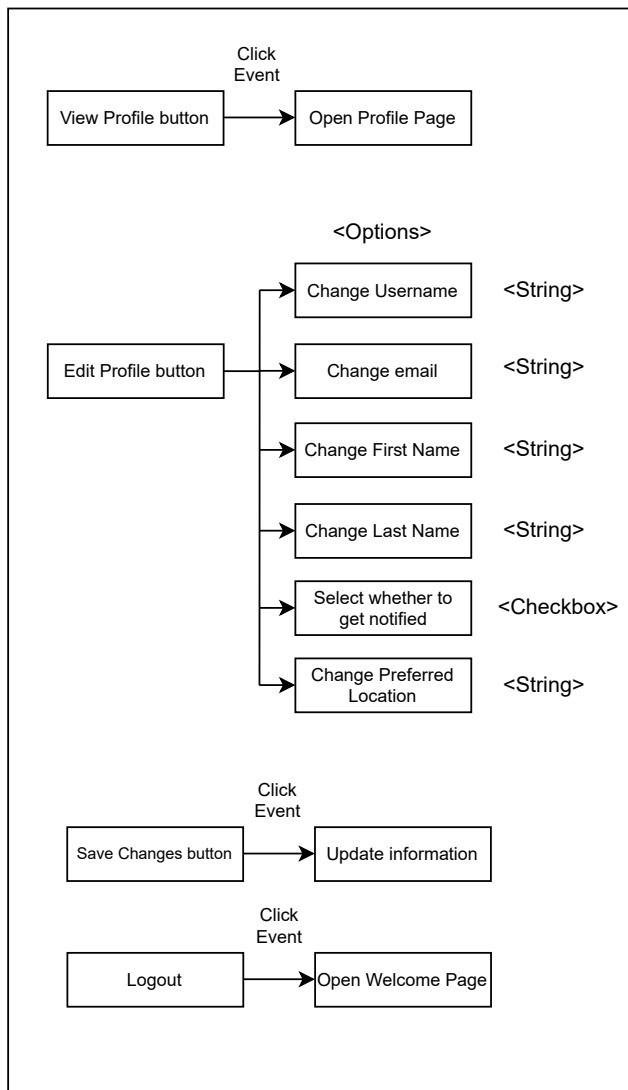 Click
Event
View Profile button
Open Profile Page
<Options>
Change Username
<String>
Edit Profile button
Change email
<String>
Change First Name
<String>
Change Last Name
<String>
Select whether to
get notified
<Checkbox>
Change Preferred
Location
<String>
Click
Event
Save Changes button
Update information
Click
Event
Logout
Open Welcome Page